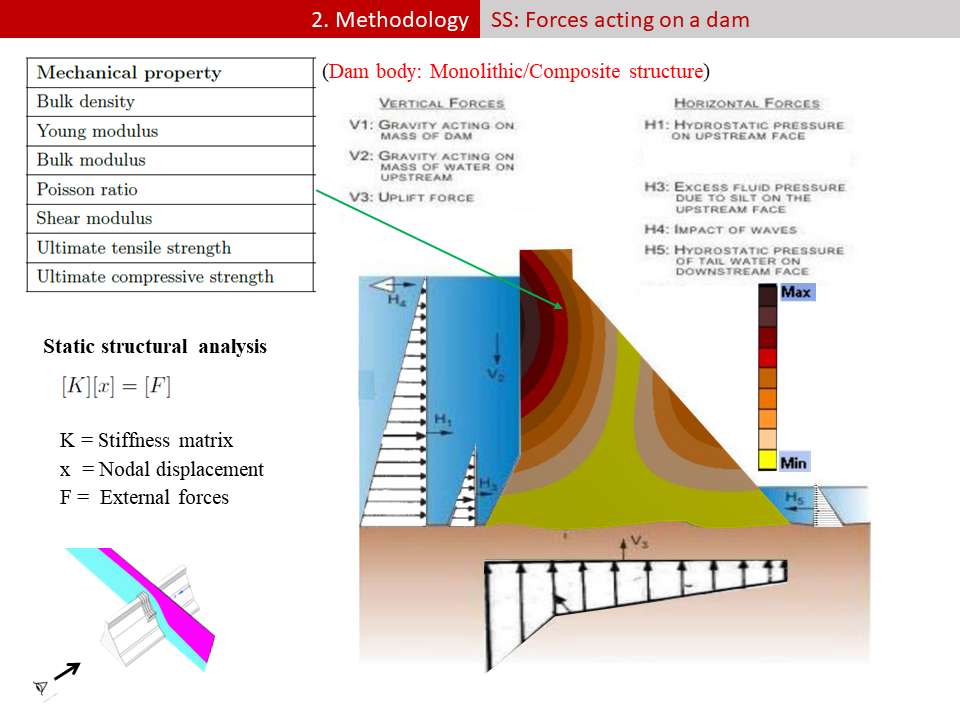 2. Methodology
SS: Forces acting on a dam
Mechanical property
Bulk density
Young modulus
Bulk modulus
Poisson ratio
Shear modulus
Ultimate tensile strength
Ultimate compressive strength
(Dam body: Monolithic/Composite structure)
VERTICAL FORCES
V1: GRAVITY ACTING ON
MASS OF DAM
V2: GRAVITY ACTING ON
MASS OF WATER ON
UPSTREAM
V3: UPLIFT FORCE
HORIZONTAL FORCES
H1: HYDROSTATIC PRESSURE
ON UPSTREAM FACE
H3: EXCESS FLUID PRESSURE
DUE TO SILT ON THE
UPSTREAM FACE
H4: IMPACT OF WAVES
H5: HYDROSTATIC PRESSURE
OF TAIL WATER ON
DOWNSTREAM FACE
Static structural analysis
[K][x] = [F]
K = Stiffness matrix
x = Nodal displacement
F = External forces
H4
V2
H1
H3
H5
V3
Max
Min